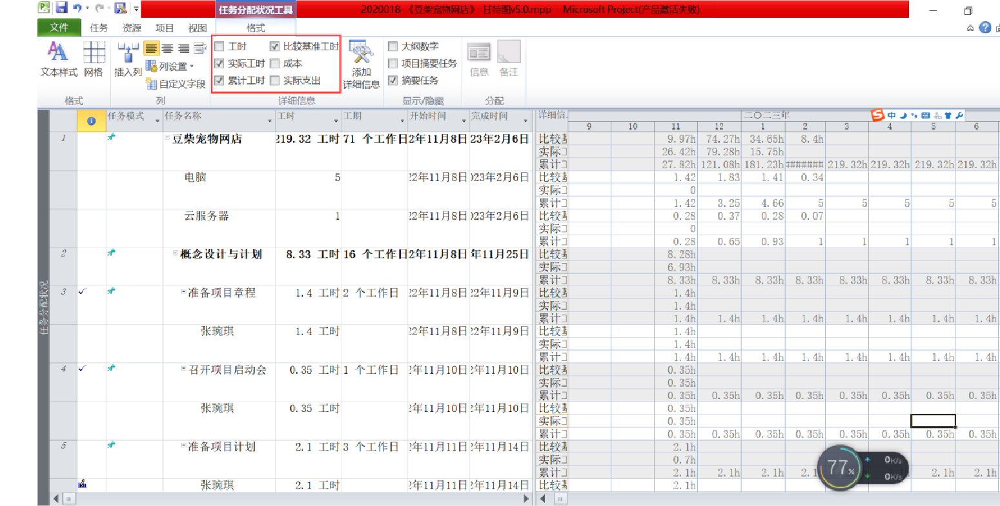 任务分配状况工具 2020018-《豆柴宠物网店》-甘特图v5.0.mpp - Microsoft Project(产品激活失败)
文件 任务 资源 项目 视图 格式
文本样式 网格 插入列 列设置 自定义字段
工时 比较基准工时
实际工时 成本
累计工时 实际支出
添加
详细信息
大纲数字
项目摘要任务
摘要任务
信息 备注
格式 列 详细信息 显示/隐藏 分配
任务模式 任务名称 工时 工期 开始时间 完成时间 详细信 二〇二三年
中
9 10 11 12 1 2 3 4 5 6
1 豆柴宠物网店 219.32 工时 71 个工作日 2年11月8日 23年2月6日 比较基 9.97h 74.27h 34.65h 8.4h
实际工 26.42h 79.28h 15.75h
累计工 27.82h 121.08h 181.23h ####### 219.32h 219.32h 219.32h 219.32h
电脑 5 22年11月8日 023年2月6日 比较基 1.42 1.83 1.41 0.34
实际工 0
累计工 1.42 3.25 4.66 5 5 5 5 5
云服务器 1 22年11月8日 023年2月6日 比较基 0.28 0.37 0.28 0.07
实际工 0
累计工 0.28 0.65 0.93 1 1 1 1 1
2 概念设计与计划 8.33 工时 16 个工作日 2年11月8日 年11月25日 比较基 8.28h
实际工 6.93h
累计工 8.33h 8.33h 8.33h 8.33h 8.33h 8.33h 8.33h 8.33h
3 准备项目章程 1.4 工时 2 个工作日 22年11月8日 22年11月9日 比较基 1.4h
实际工 1.4h
累计工 1.4h 1.4h 1.4h 1.4h 1.4h 1.4h 1.4h 1.4h
张琬琪 1.4 工时 22年11月8日 22年11月9日 比较基 1.4h
实际工 1.4h
累计工 1.4h 1.4h 1.4h 1.4h 1.4h 1.4h 1.4h 1.4h
4 召开项目启动会 0.35 工时 1 个工作日 2年11月10日 2年11月10日 比较基 0.35h
实际工 0.35h
累计工 0.35h 0.35h 0.35h 0.35h 0.35h 0.35h 0.35h 0.35h
张琬琪 0.35 工时 2年11月10日 2年11月10日 比较基 0.35h
实际工 0.35h
累计工 0.35h 0.35h 0.35h 0.35h 0.35h 0.35h 0.35h 0.35h
5 准备项目计划 2.1 工时 3 个工作日 2年11月11日 2年11月14日 比较基 2.1h
实际工 0.7h
累计工 2.1h 2.1h 2.1h 2.1 2.1h 2.1h
张琬琪 2.1 工时 2年11月11日 2年11月14日 比较基 2.1h
任务分配状况
77%
0K/s
0K/s